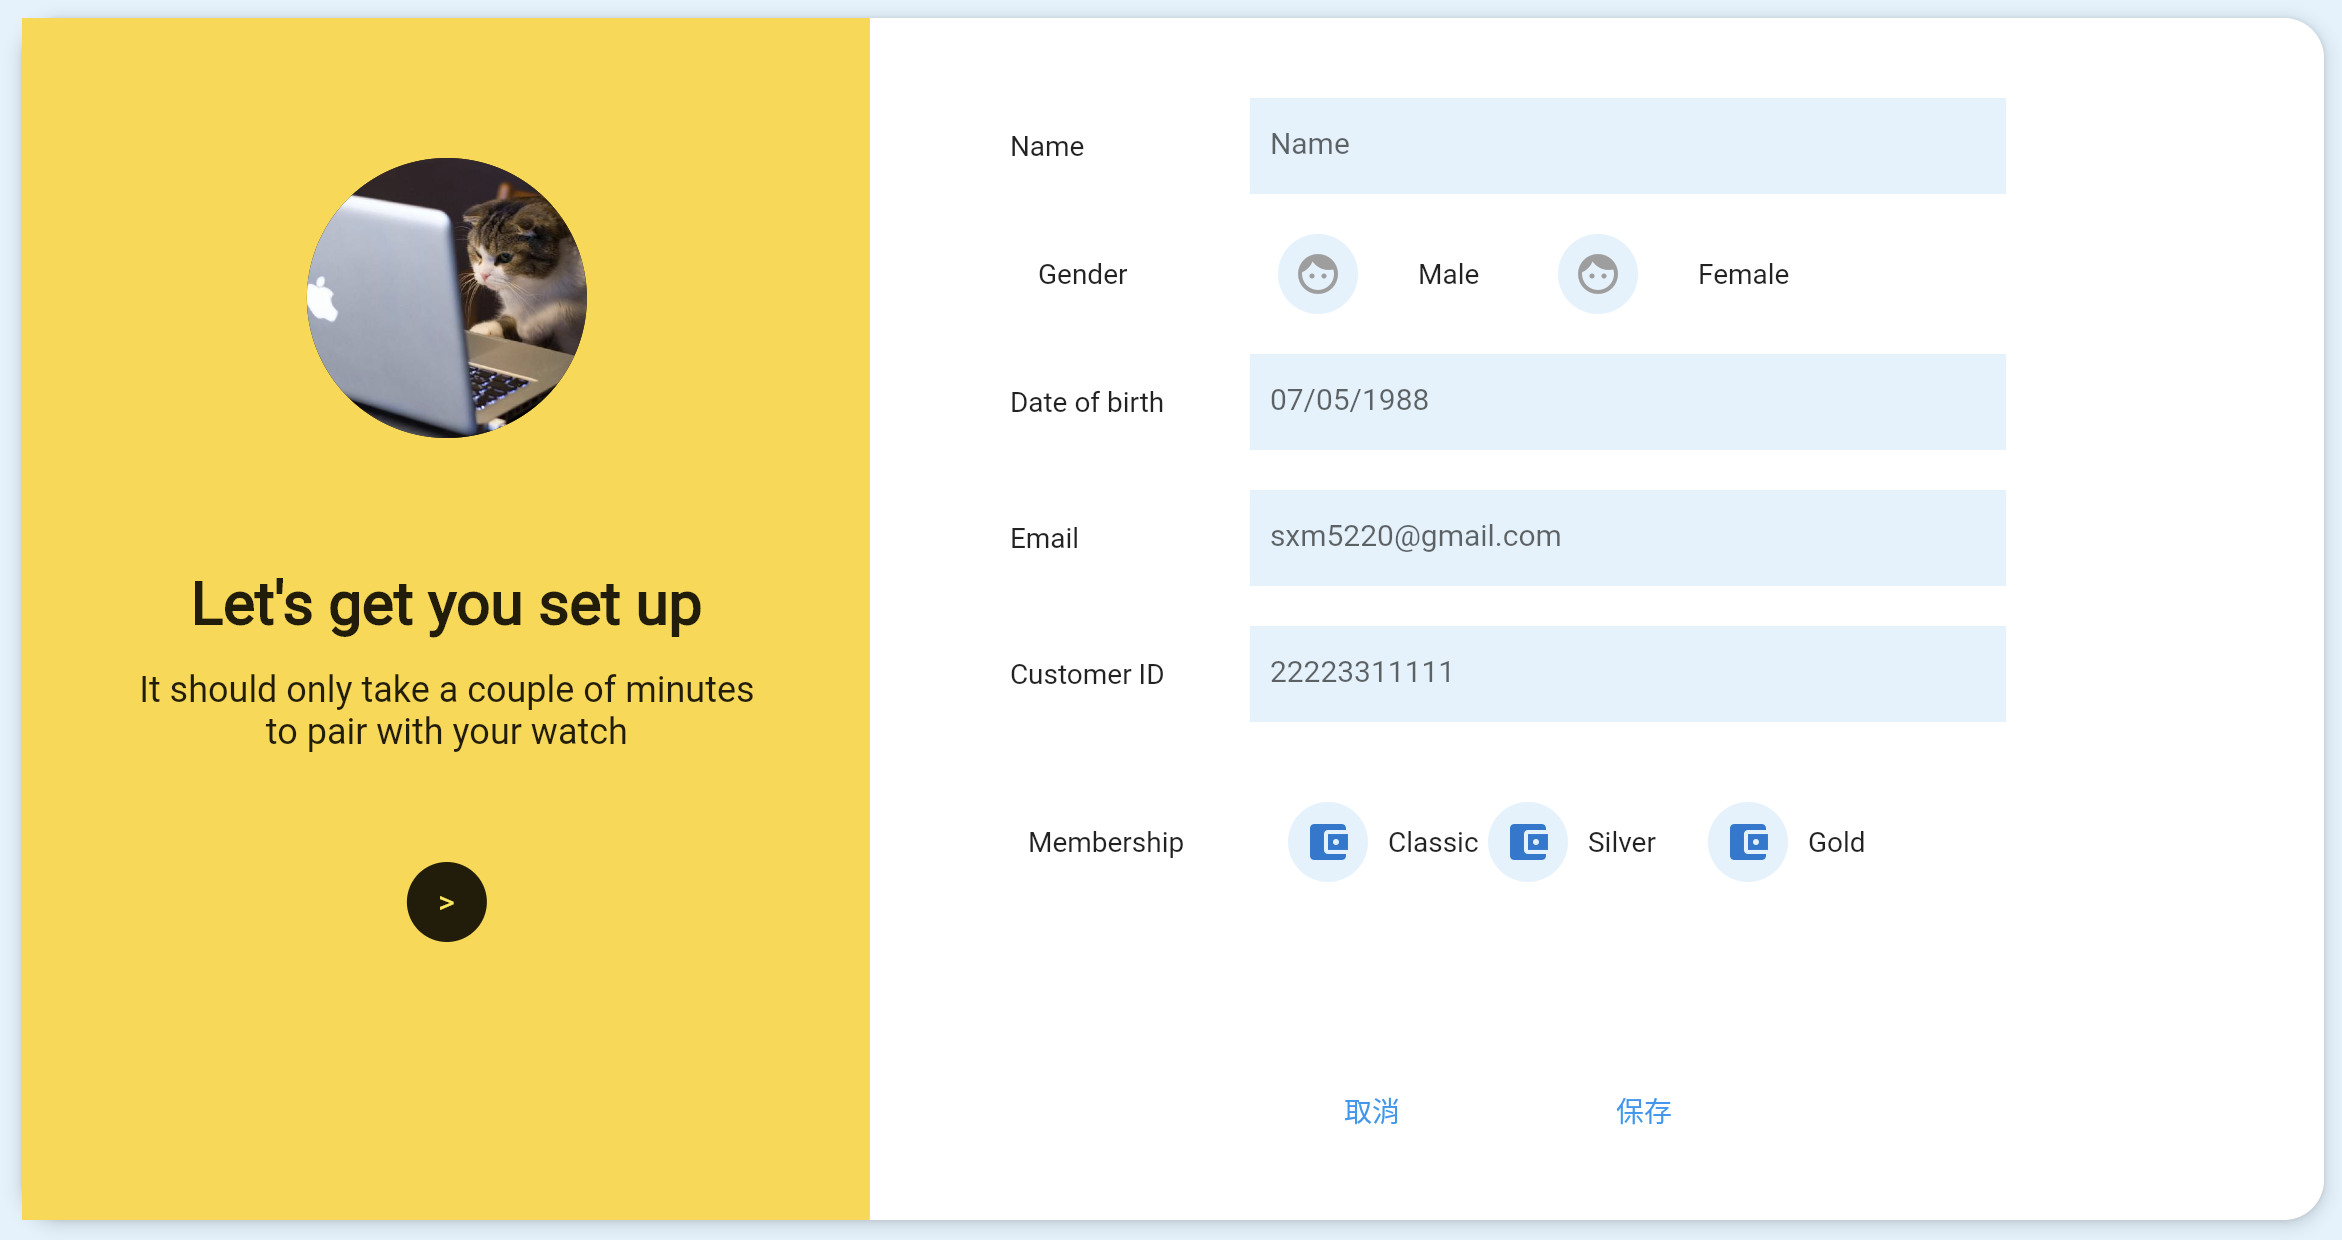 Let's get you set up
It should only take a couple of minutes
to pair with your watch
>
Name
Name
Gender
Male
Female
Date of birth
07/05/1988
Email
sxm5220@gmail.com
Customer ID
22223311111
Membership
Classic
Silver
Gold
取消
保存